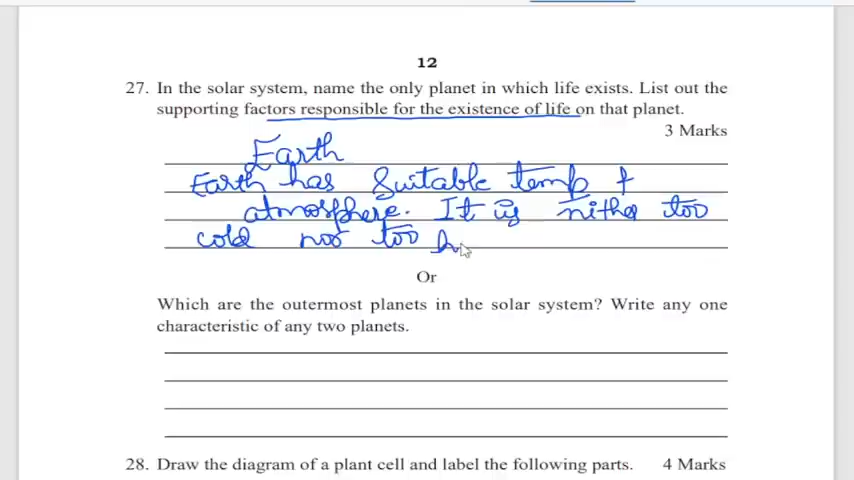 12
27. In the solar system, name the only planet in which life exists. List out the
supporting factors responsible for the existence of life on that planet.
3 Marks
Earth
Earth has Suitable temp +
atmosphere. It is nither too
cold nor too h
Or
Which are the outermost planets in the solar system? Write any one
characteristic of any two planets.
28. Draw the diagram of a plant cell and label the following parts. 4 Marks